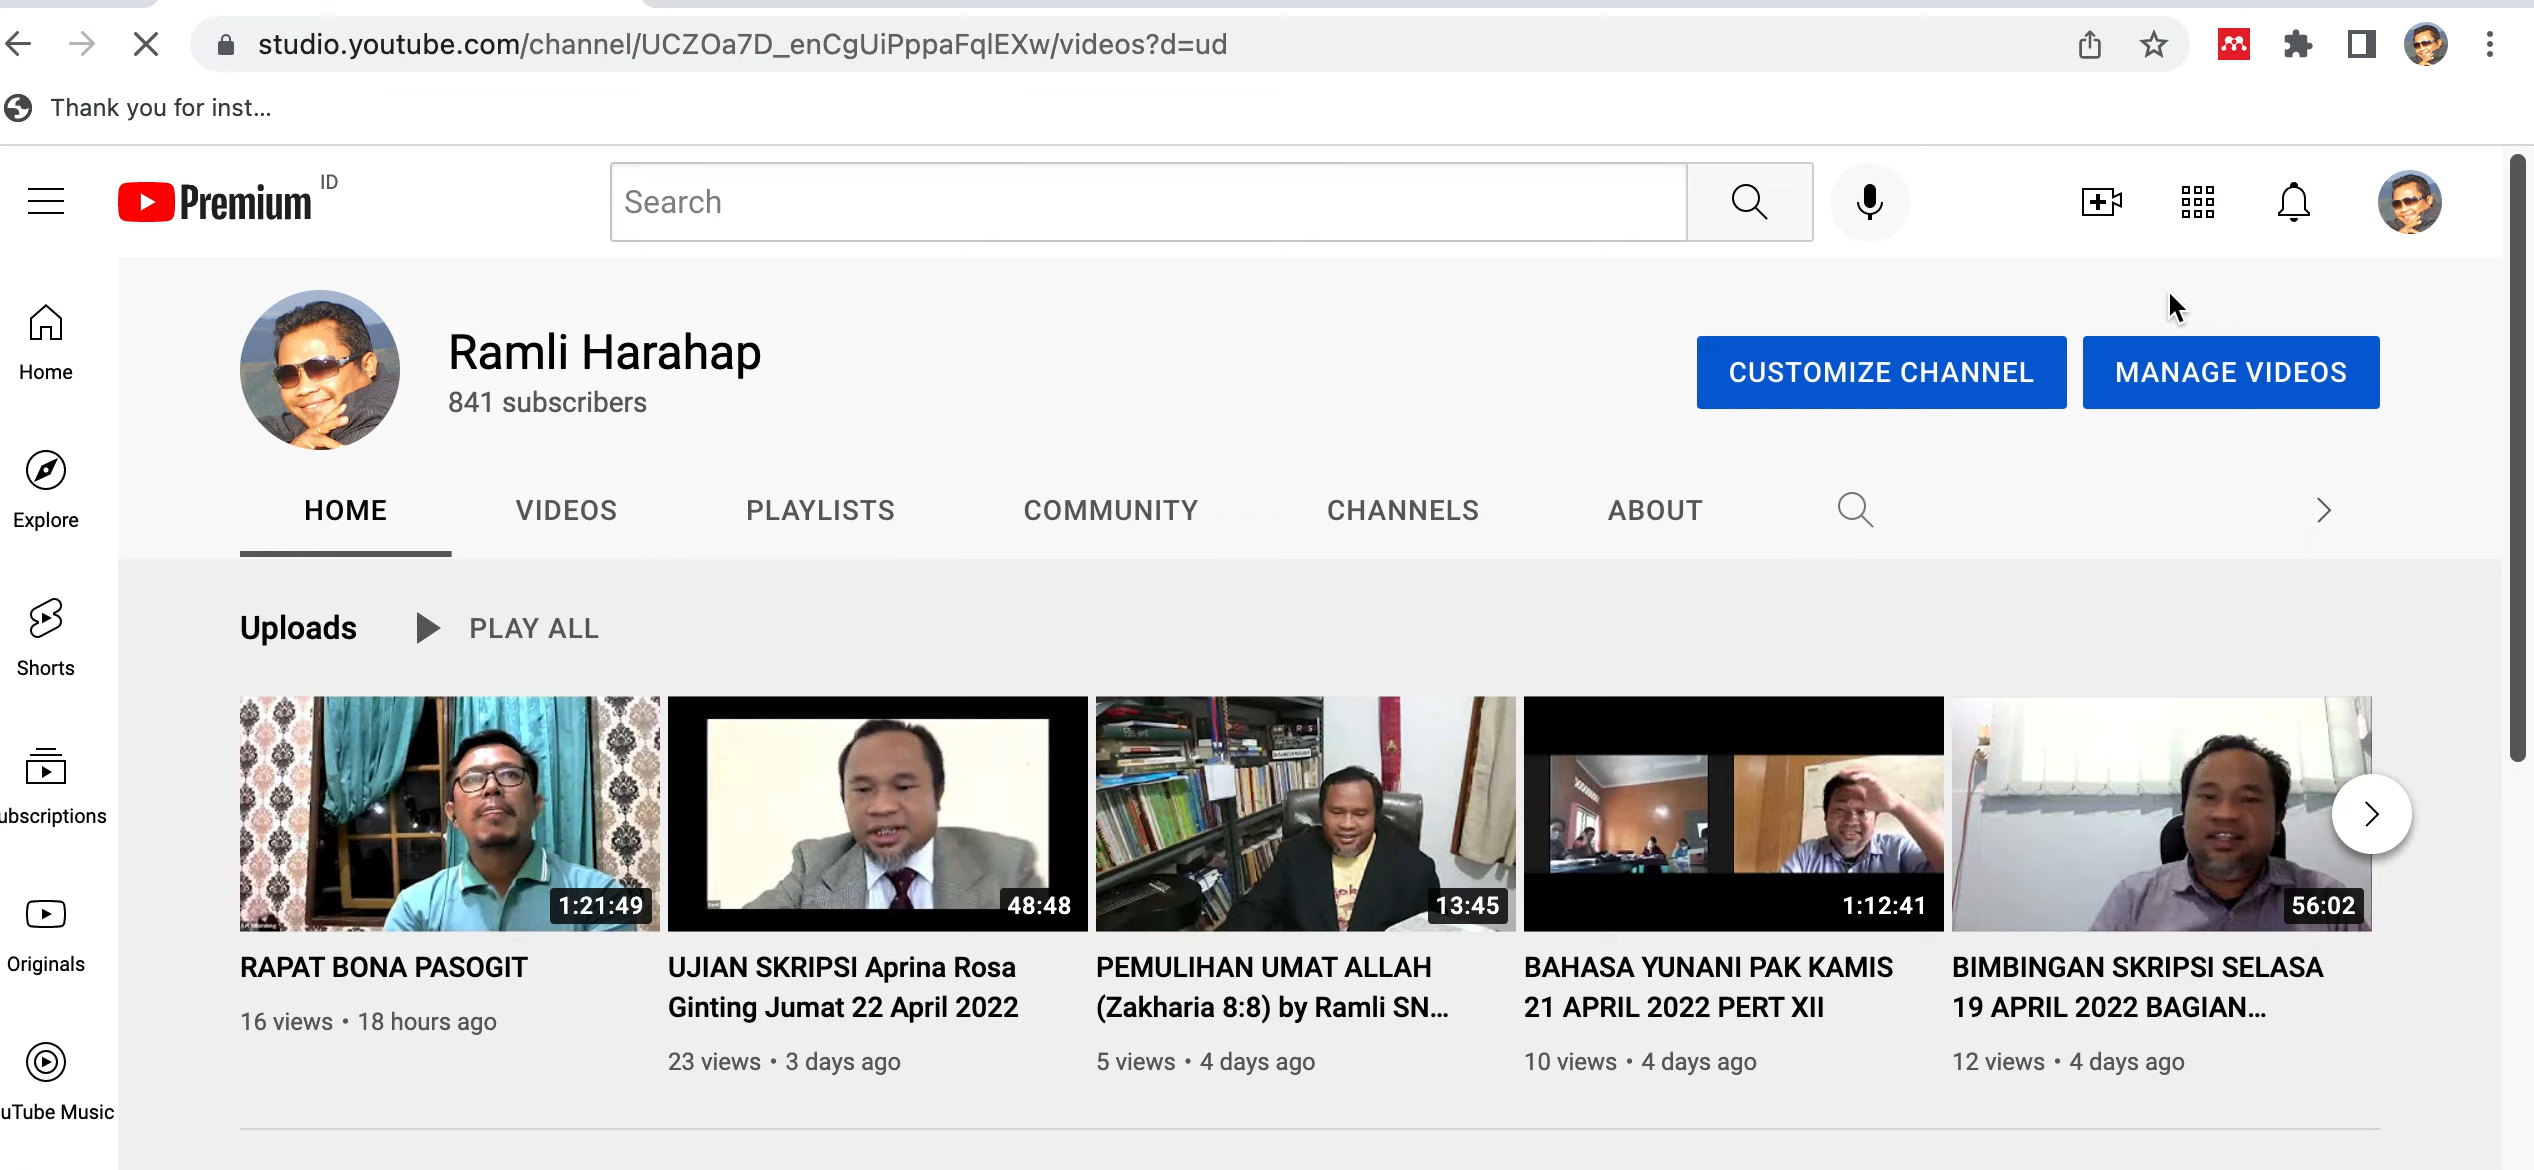 studio.youtube.com/channel/UCZOa7D_enCgUiPppaFqlEXw/videos?d=ud
Thank you for inst...
Premium ID
Search
Home
Explore
Shorts
ubscriptions
Originals
uTube Music
Ramli Harahap
841 subscribers
CUSTOMIZE CHANNEL
MANAGE VIDEOS
HOME VIDEOS PLAYLISTS COMMUNITY CHANNELS ABOUT
Uploads PLAY ALL
1:21:49
48:48
13:45
1:12:41
56:02
RAPAT BONA PASOGIT
16 views • 18 hours ago
UJIAN SKRIPSI Aprina Rosa
Ginting Jumat 22 April 2022
23 views • 3 days ago
PEMULIHAN UMAT ALLAH
(Zakharia 8:8) by Ramli SN...
5 views • 4 days ago
BAHASA YUNANI PAK KAMIS
21 APRIL 2022 PERT XII
10 views • 4 days ago
BIMBINGAN SKRIPSI SELASA
19 APRIL 2022 BAGIAN...
12 views • 4 days ago